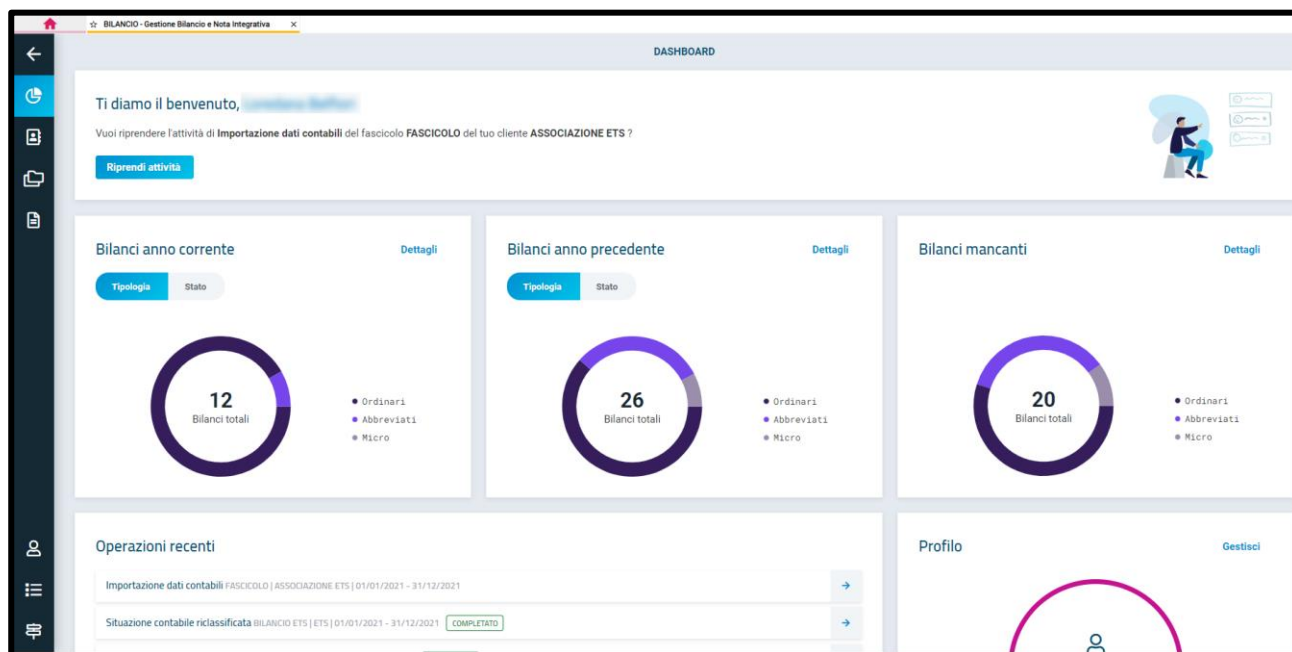 BILANCIO - Gestione Bilancio e Nota Integrativa
DASHBOARD
Ti diamo il benvenuto,
Vuoi riprendere l'attività di Importazione dati contabili del fascicolo FASCICOLO del tuo cliente ASSOCIAZIONE ETS ?
Riprendi attività
Bilanci anno corrente Dettagli
Tipologia Stato
12
Bilanci totali
Ordinari
Abbreviati
Micro
Bilanci anno precedente Dettagli
Tipologia Stato
26
Bilanci totali
Ordinari
Abbreviati
Micro
Bilanci mancanti Dettagli
20
Bilanci totali
Ordinari
Abbreviati
Micro
Operazioni recenti
Importazione dati contabili FASCICOLO | ASSOCIAZIONE ETS | 01/01/2021 - 31/12/2021
Situazione contabile riclassificata BILANCIO ETS | ETS | 01/01/2021 - 31/12/2021 COMPLETATO
Profilo Gestisci